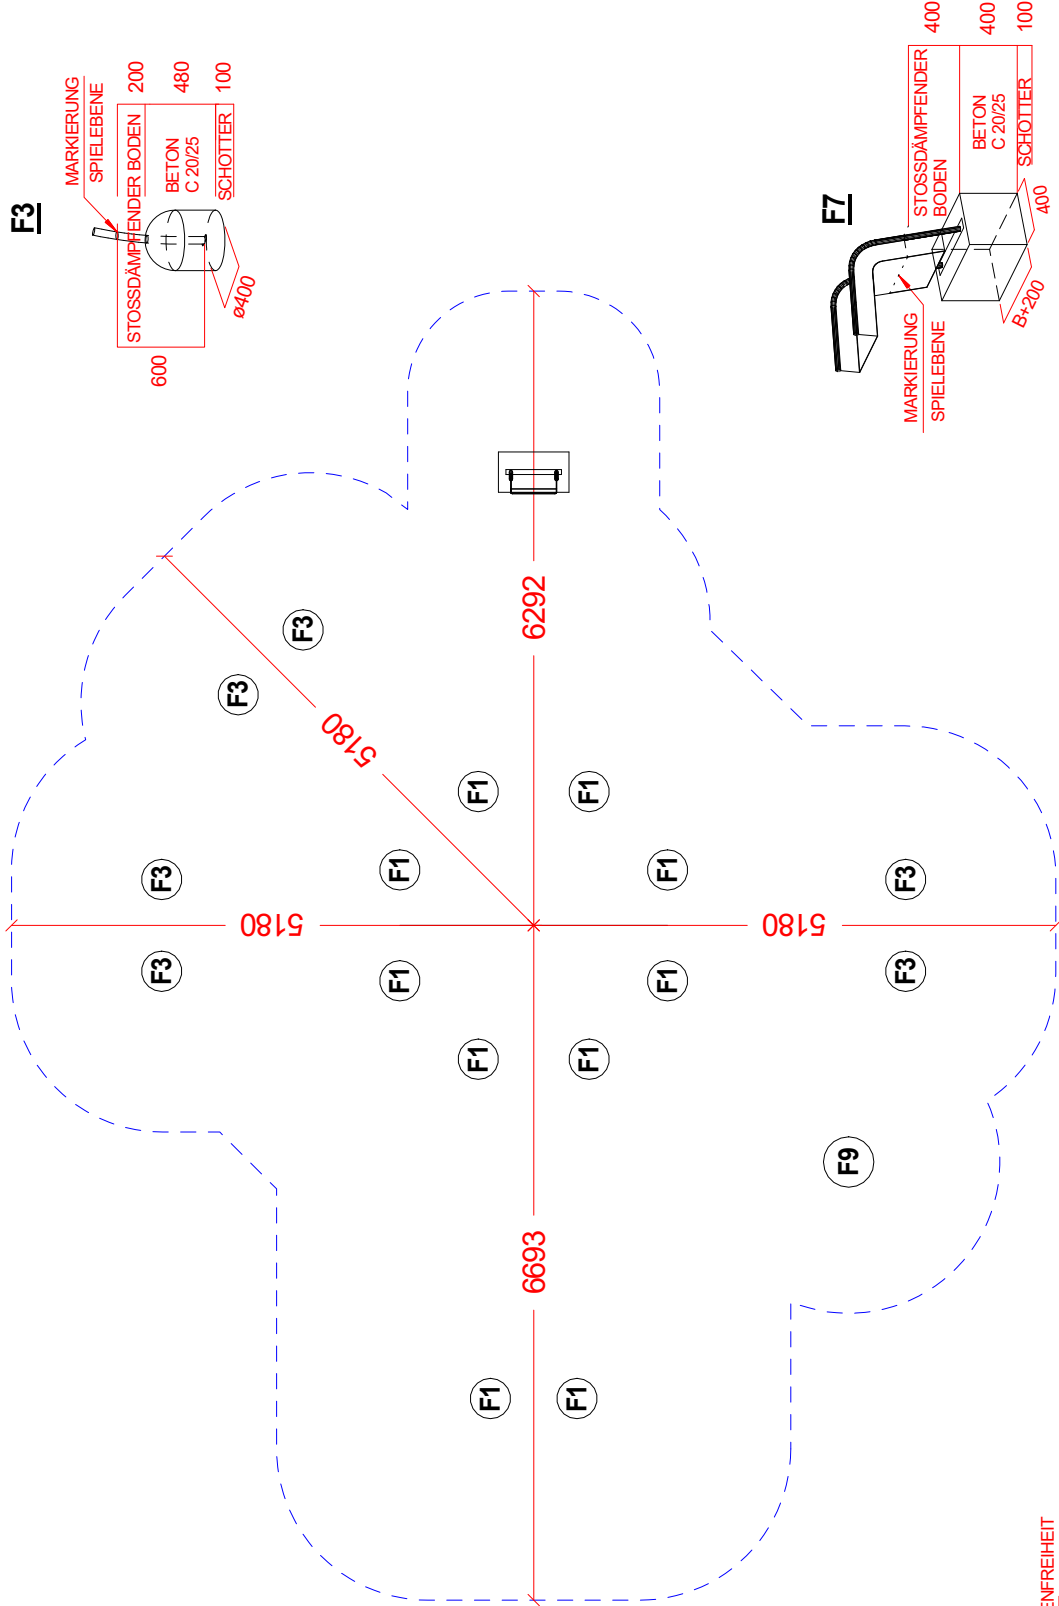 F3
MARKIERUNG
SPIELEBENE
STOSSDÄMPFENDER BODEN
200
BETON
C 20/25
480
SCHOTTER
100
600
ø400
F7
STOSSDÄMPFENDER
BODEN
400
BETON
C 20/25
400
SCHOTTER
100
MARKIERUNG
SPIELEBENE
B+200
400
6292
F3
F3
5180
F1
F1
F3
F1
F1
F3
5180
5180
F3
F1
F1
F3
F1
F1
F9
6693
F1
F1
ENFREIHEIT